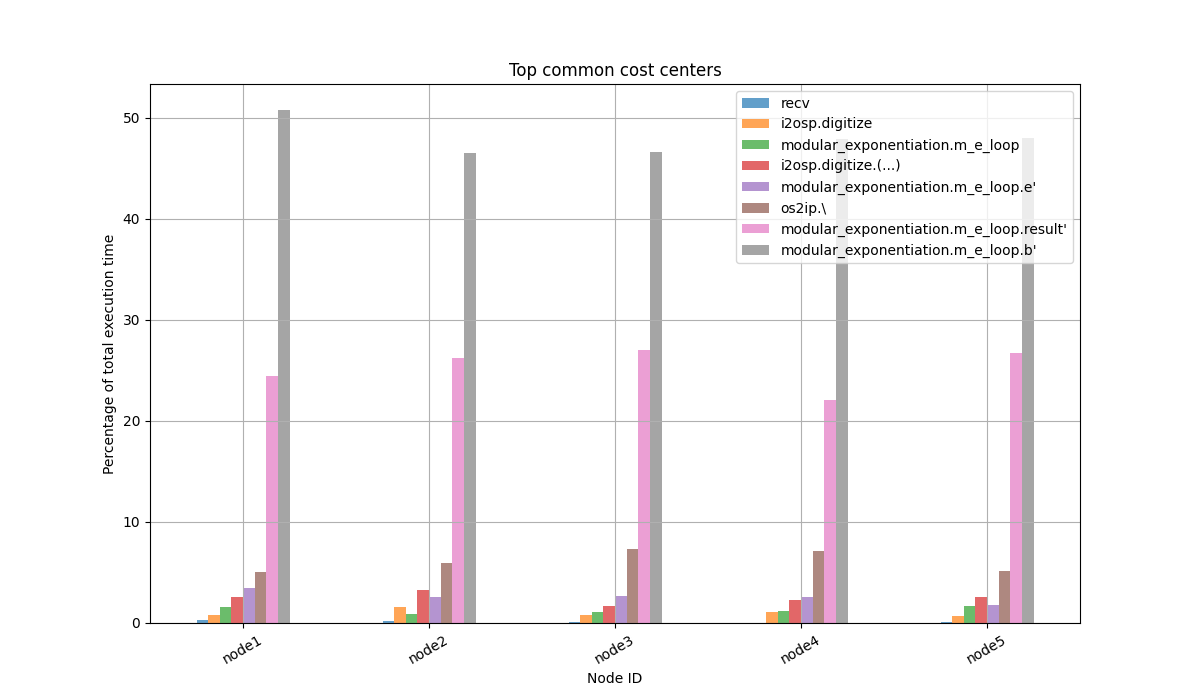 Top common cost centers
50
40
30
20
10
0
Percentage of total execution time
recv
i2osp.digitize
modular_exponentiation.m_e_loop
i2osp.digitize.(...)
modular_exponentiation.m_e_loop.e'
os2ip.\
modular_exponentiation.m_e_loop.result'
modular_exponentiation.m_e_loop.b'
node1
node2
node3
node4
node5
Node ID